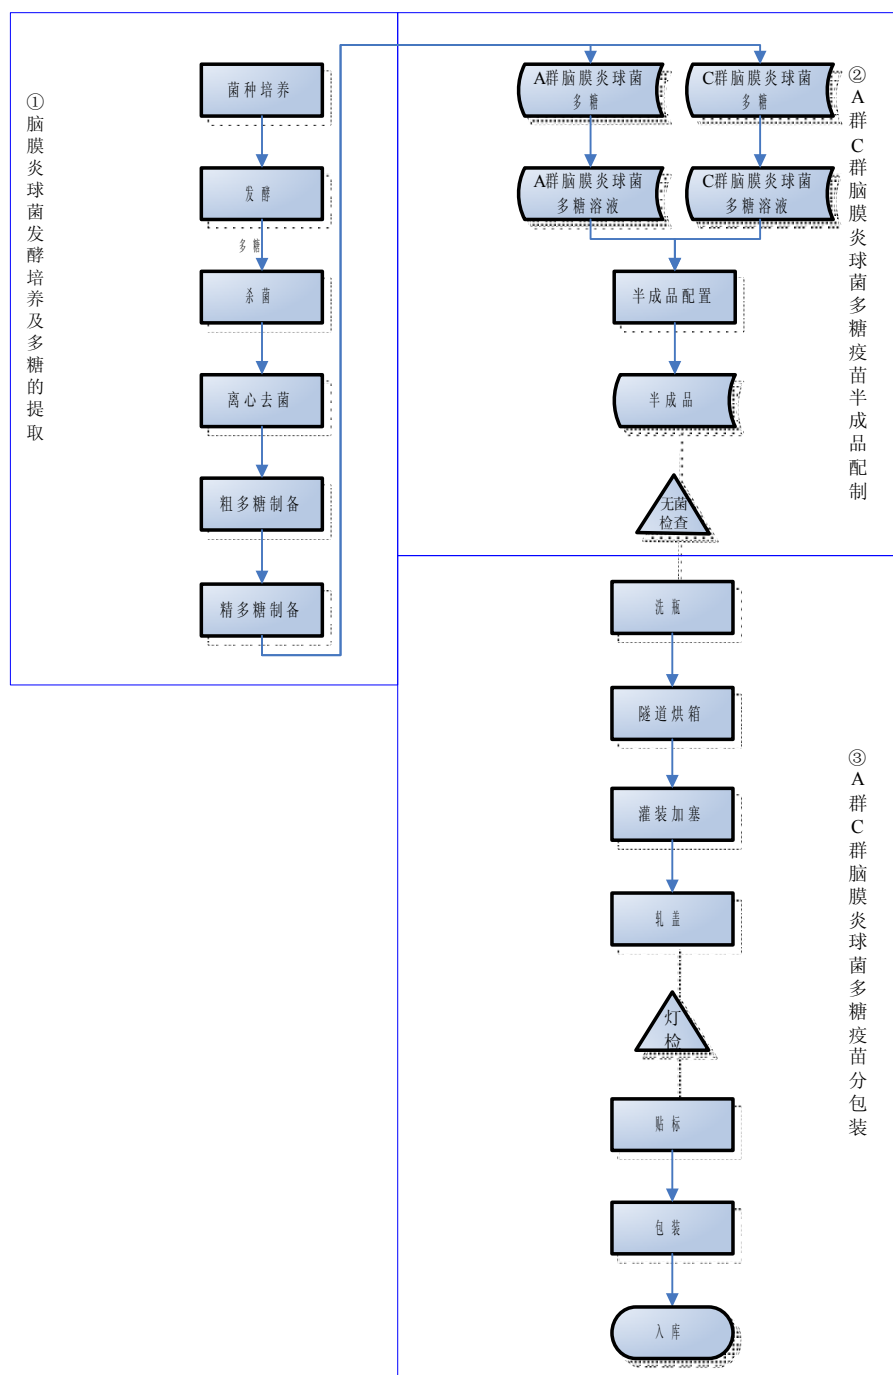 ①脑膜炎球菌发酵培养及多糖的提取
菌种培养
发酵
多糖
杀菌
离心去菌
粗多糖制备
精多糖制备
②A群C群脑膜炎球菌多糖疫苗半成品配制
A群脑膜炎球菌
多糖
C群脑膜炎球菌
多糖
A群脑膜炎球菌
多糖溶液
C群脑膜炎球菌
多糖溶液
半成品配置
半成品
无菌
检查
③A群C群脑膜炎球菌多糖疫苗分包装
洗瓶
隧道烘箱
灌装加塞
轧盖
灯
检
贴标
包装
入库